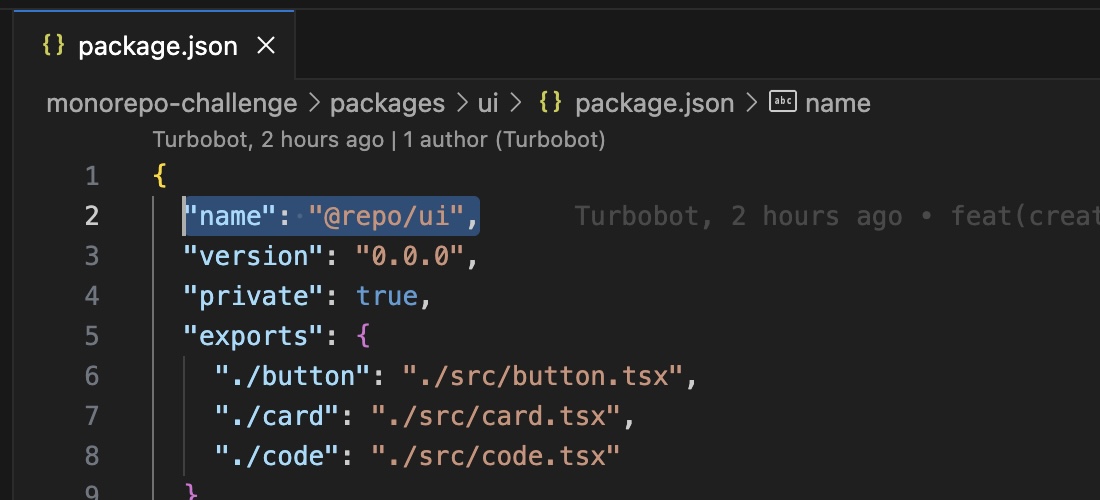 {} package.json ×
monorepo-challenge > packages > ui > {} package.json > abc name
Turbobot, 2 hours ago | 1 author (Turbobot)
1 {
2 "name": "@repo/ui", Turbobot, 2 hours ago • feat(creat
3 "version": "0.0.0",
4 "private": true,
5 "exports": {
6 "./button": "./src/button.tsx",
7 "./card": "./src/card.tsx",
8 "./code": "./src/code.tsx"
9 }